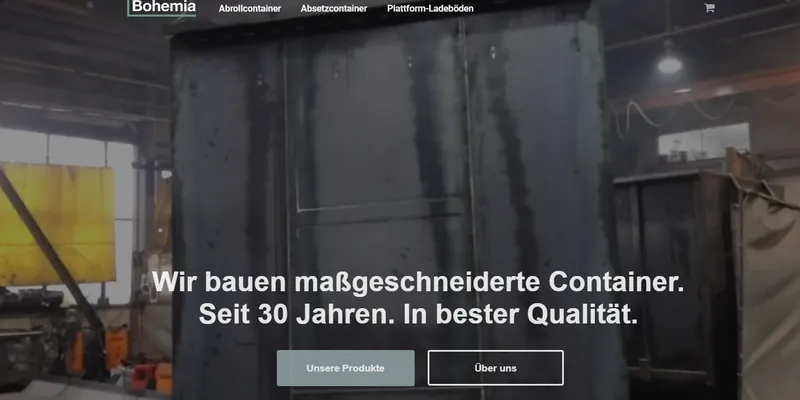 Bohemia
Abrollcontainer
Absetzcontainer
Plattform-Ladeböden
Wir bauen maßgeschneiderte Container.
Seit 30 Jahren. In bester Qualität.
Unsere Produkte
Über uns